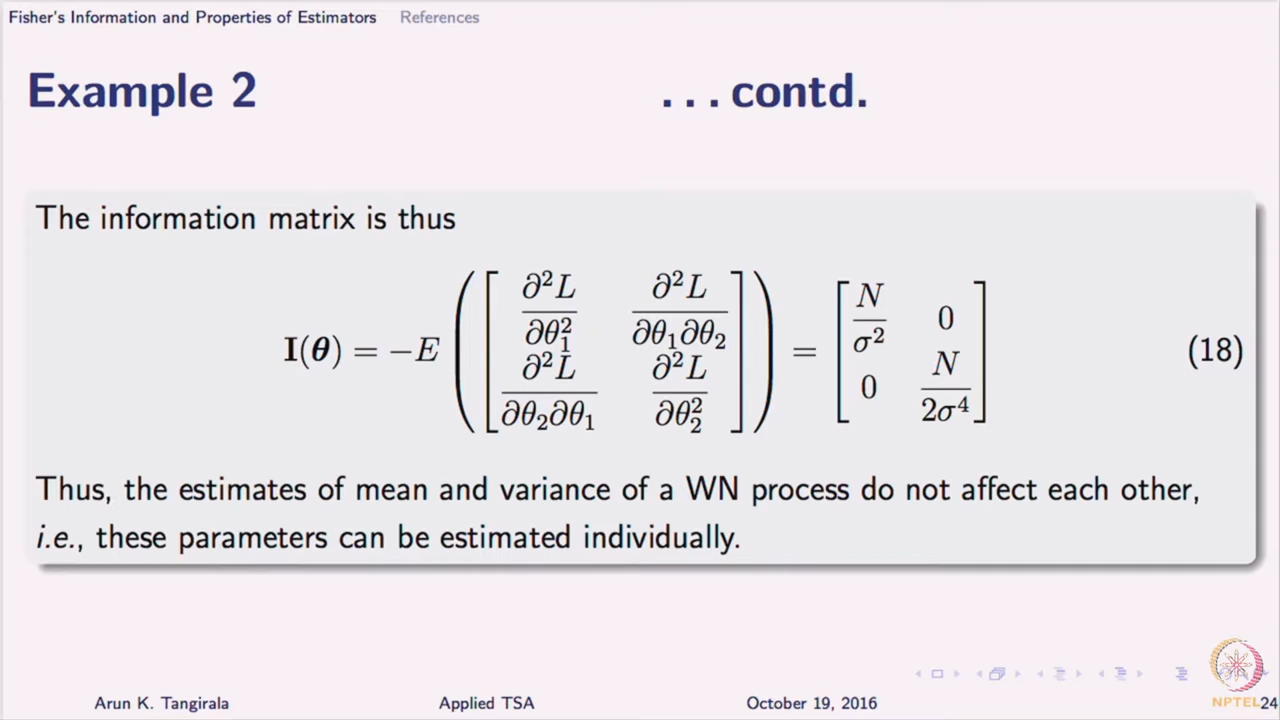 Fisher's Information and Properties of Estimators References
Example 2 ...contd.
The information matrix is thus
I(θ) = −E ( [ ∂²L/∂θ₁² ∂²L/∂θ₁∂θ₂ ; ∂²L/∂θ₂∂θ₁ ∂²L/∂θ₂² ] ) = [ N/σ² 0 ; 0 N/2σ⁴ ] (18)
Thus, the estimates of mean and variance of a WN process do not affect each other,
i.e., these parameters can be estimated individually.
Arun K. Tangirala Applied TSA October 19, 2016 NPTEL 24